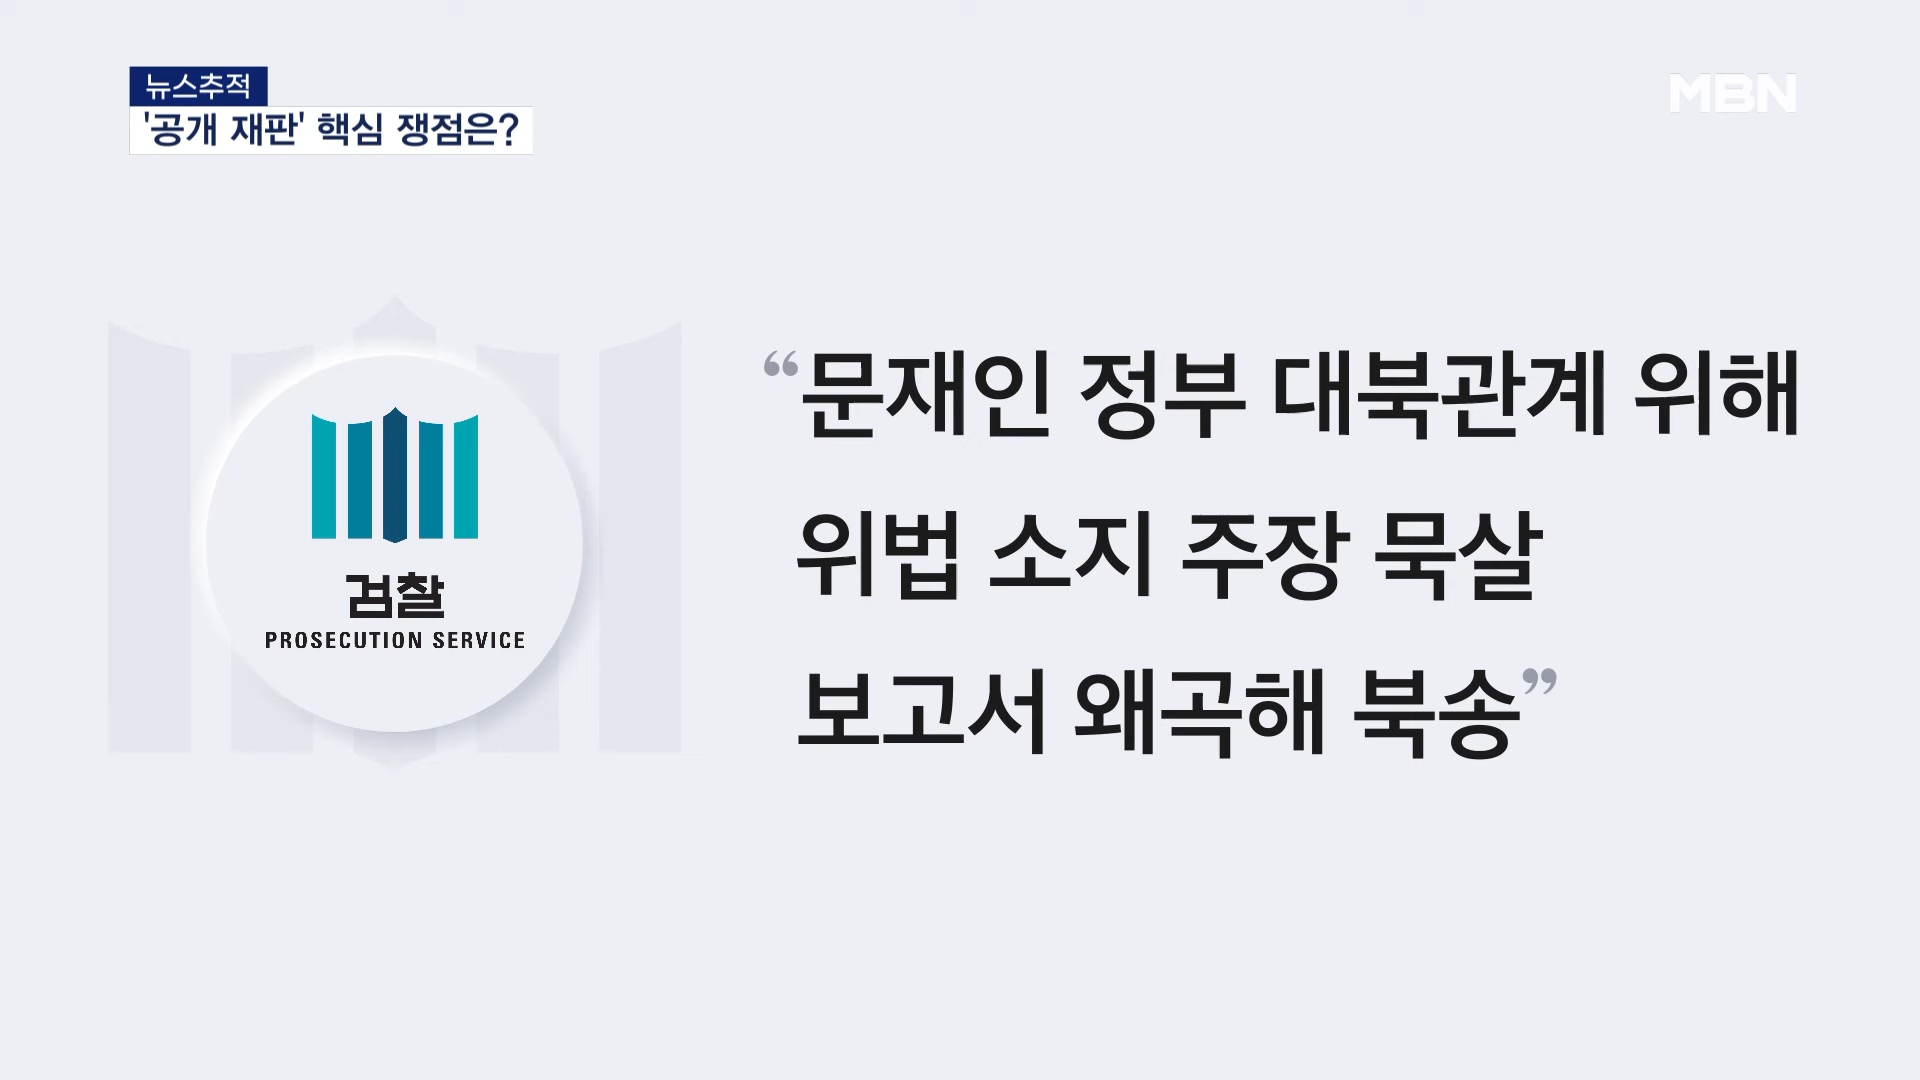 뉴스추적
'공개 재판' 핵심 쟁점은?
MBN
“문재인 정부 대북관계 위해
위법 소지 주장 묵살
보고서 왜곡해 북송”
검찰
PROSECUTION SERVICE